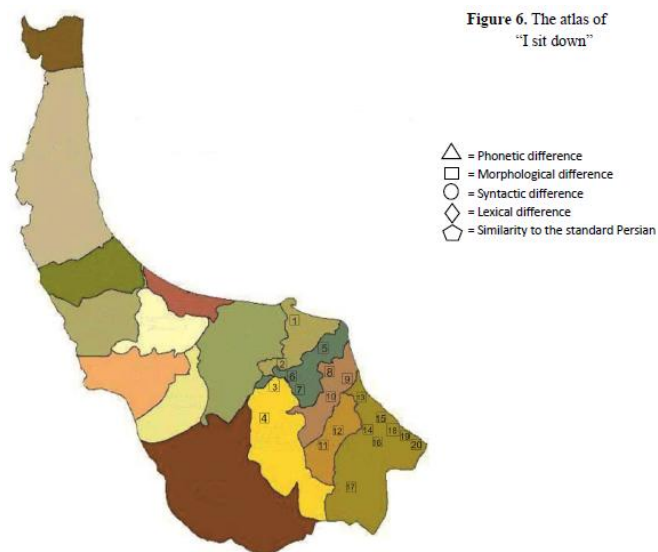 Figure 6. The atlas of
“I sit down”
= Phonetic difference
= Morphological difference
= Syntactic difference
= Lexical difference
= Similarity to the standard Persian
1
5
2
6
8
3
7
9
4
10
13
12
15
14
18
11
16
19
20
17